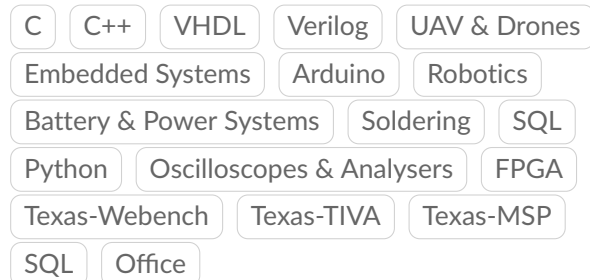 C C++ VHDL Verilog UAV & Drones
Embedded Systems Arduino Robotics
Battery & Power Systems Soldering SQL
Python Oscilloscopes & Analysers FPGA
Texas-Webench Texas-TIVA Texas-MSP
SQL Office